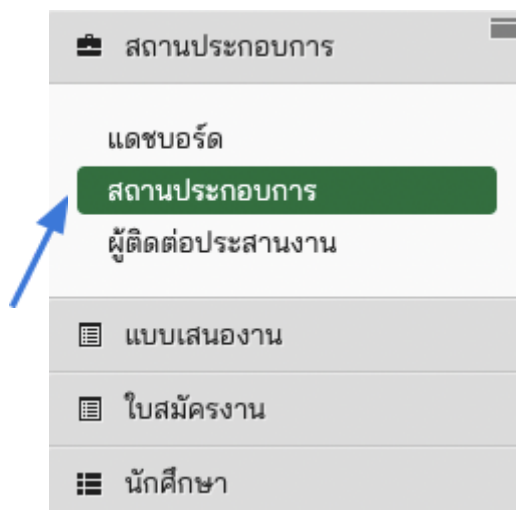 สถานประกอบการ
แดชบอร์ด
สถานประกอบการ
ผู้ติดต่อประสานงาน
แบบเสนองาน
ใบสมัครงาน
นักศึกษา